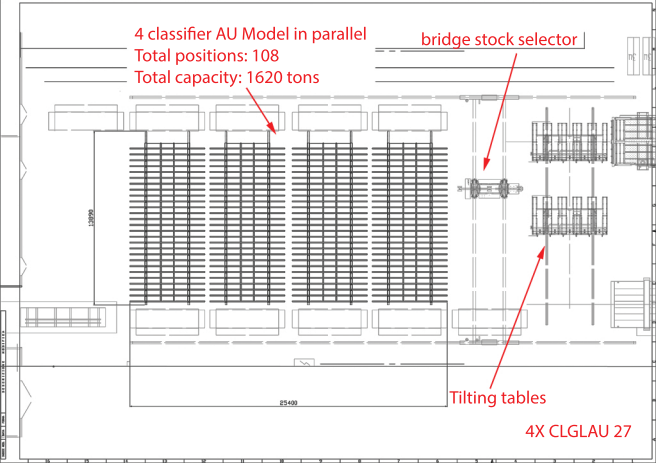 4 classifier AU Model in parallel
Total positions: 108
Total capacity: 1620 tons
bridge stock selector
13890
25400
Tilting tables
4X CLGLAU 27